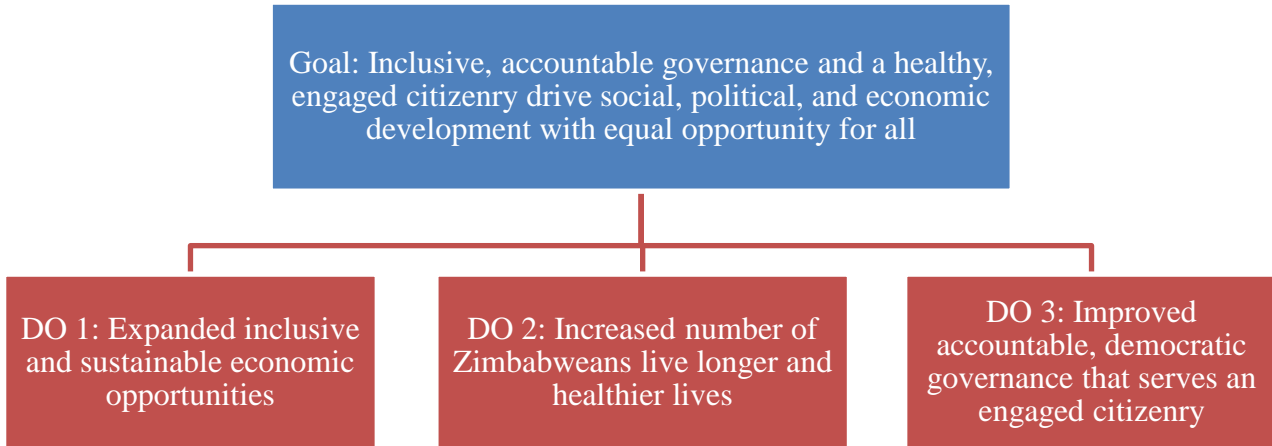 Goal: Inclusive, accountable governance and a healthy,
engaged citizenry drive social, political, and economic
development with equal opportunity for all
DO 1: Expanded inclusive
and sustainable economic
opportunities
DO 2: Increased number of
Zimbabweans live longer and
healthier lives
DO 3: Improved
accountable, democratic
governance that serves an
engaged citizenry